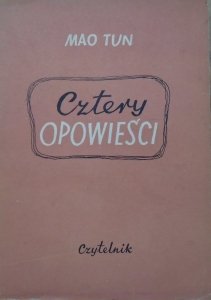 MAO TUN
Cztery
OPOWIEŚCI
Czytelnik